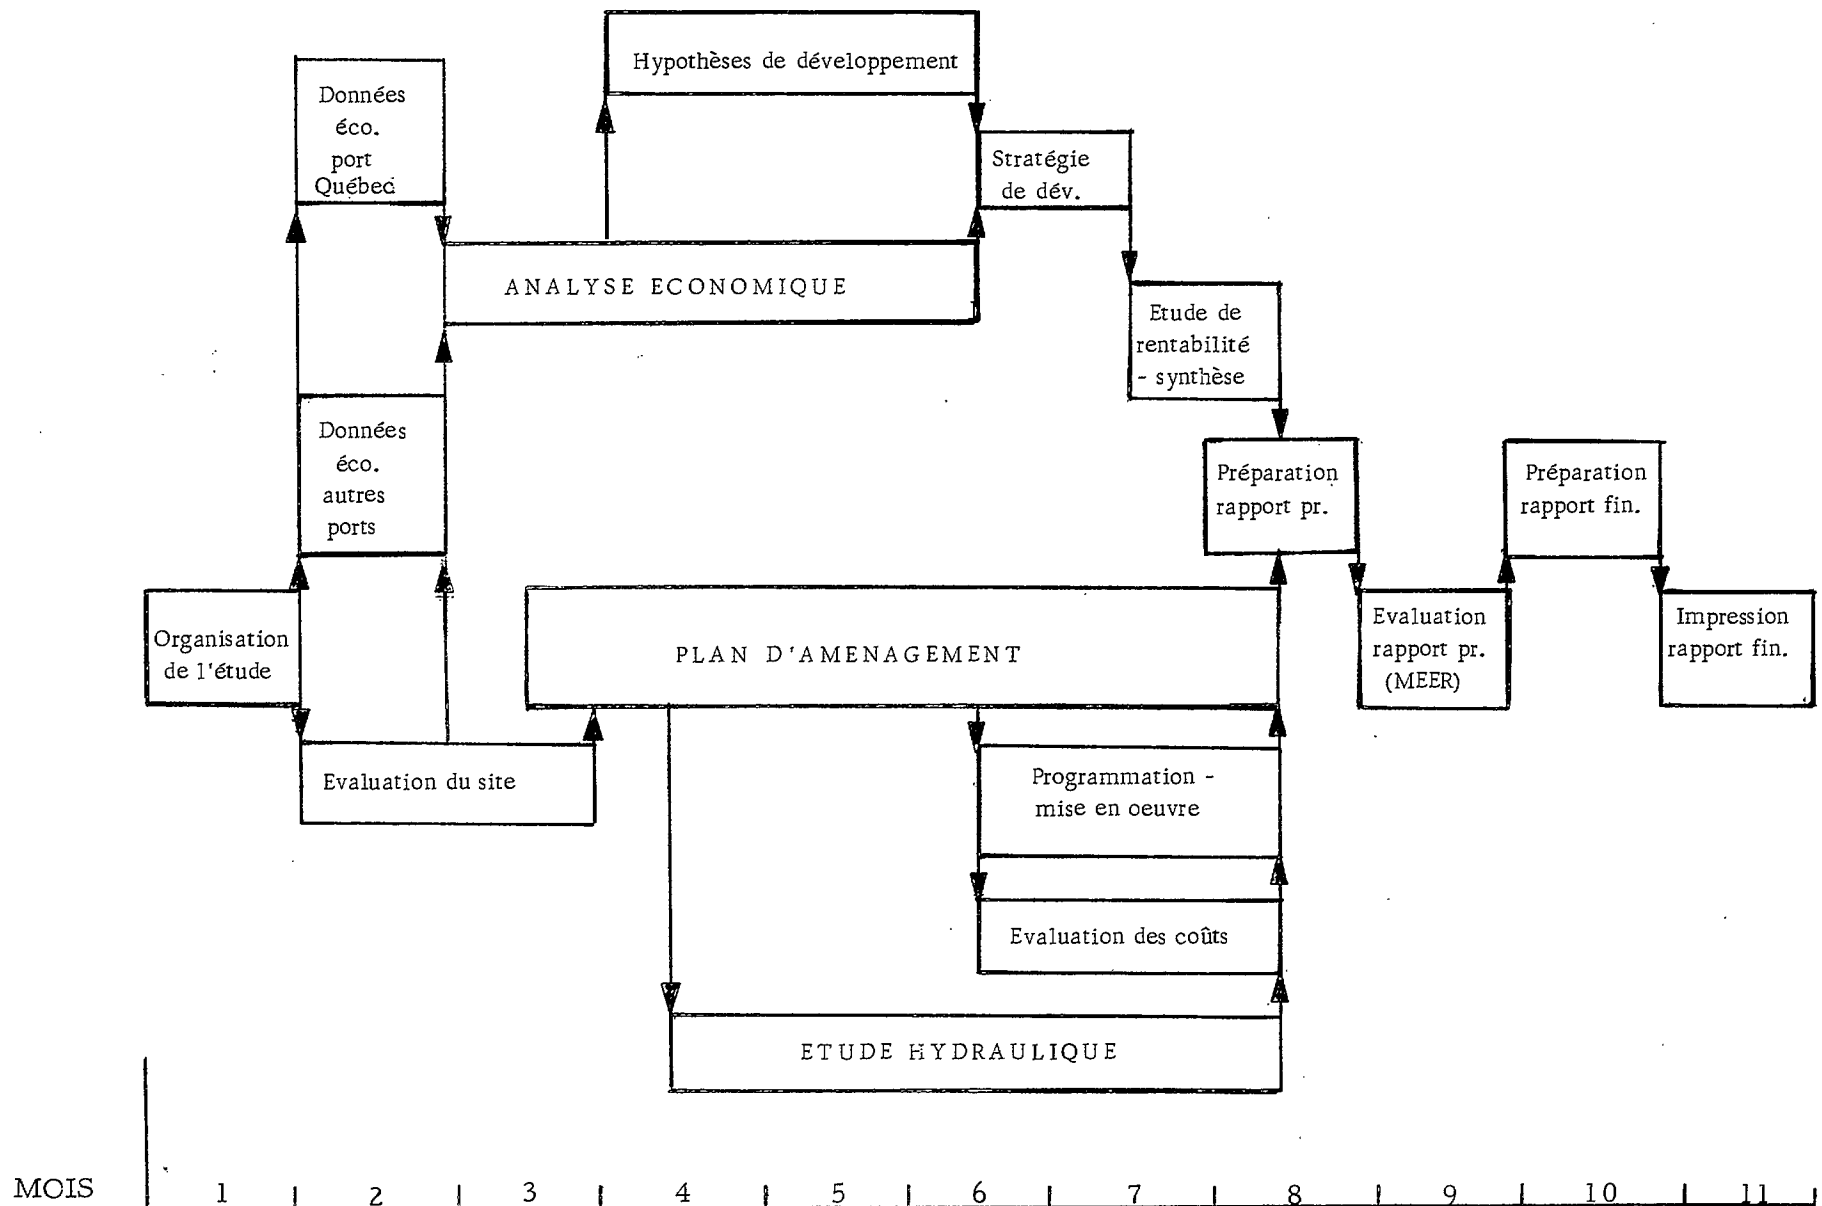 Hypothèses de développement
Données
éco.
port
Québec
Stratégie
de dév.
ANALYSE ECONOMIQUE
Etude de
rentabilité
- synthèse
Données
éco.
autres
ports
Préparation
rapport pr.
Préparation
rapport fin.
Organisation
de l'étude
PLAN D'AMENAGEMENT
Evaluation
rapport pr.
(MEER)
Impression
rapport fin.
Evaluation du site
Programmation -
mise en oeuvre
Evaluation des coûts
ETUDE HYDRAULIQUE
MOIS 1 2 3 4 5 6 7 8 9 10 11